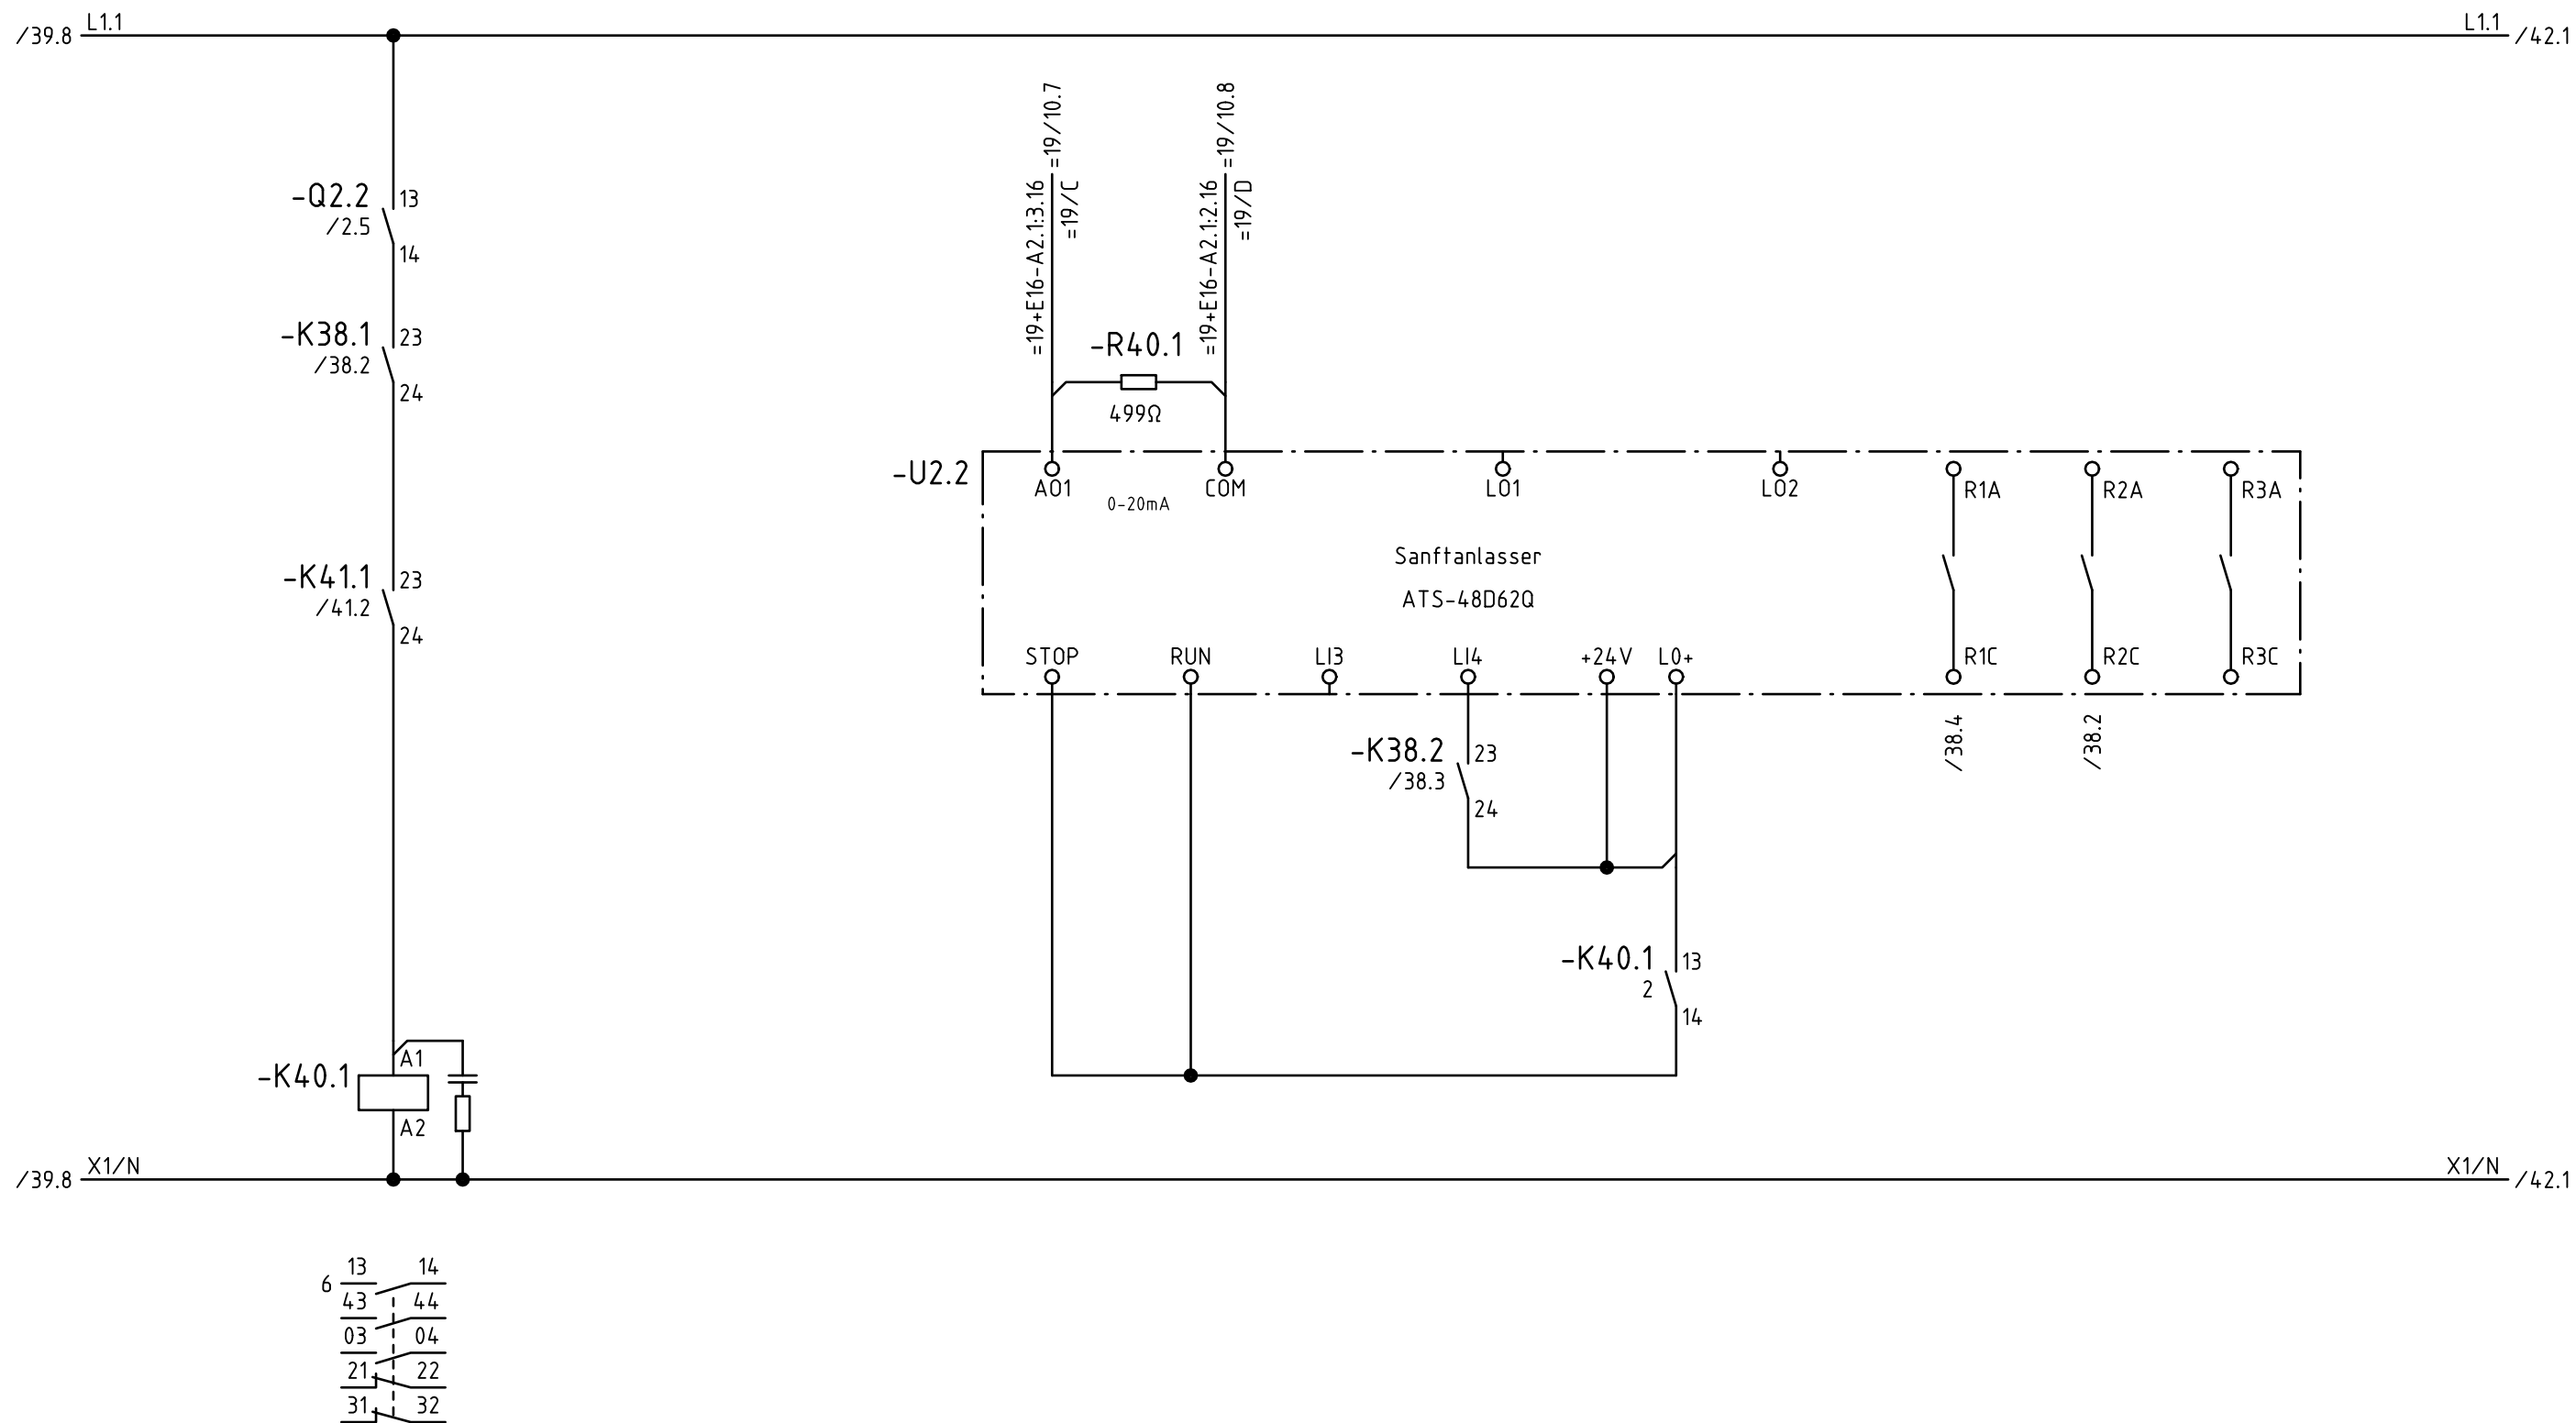 L1.1
L1.1
/39.8
/42.1
=19/10.7
=19/10.8
=19+E16-A2.1:3.16
=19/C
=19+E16-A2.1:2.16
=19/D
-Q2.2
13
/2.5
14
-K38.1
23
/38.2
24
-R40.1
499Ω
-U2.2
AO1
0-20mA
COM
LO1
LO2
R1A
R2A
R3A
Sanftanlasser
ATS-48D62Q
-K41.1
23
/41.2
24
STOP
RUN
LI3
LI4
+24V
L0+
R1C
R2C
R3C
/38.4
/38.2
-K38.2
23
/38.3
24
-K40.1
13
2
14
A1
-K40.1
A2
X1/N
X1/N
/39.8
/42.1
13 14
6
43 44
03 04
21 22
31 32